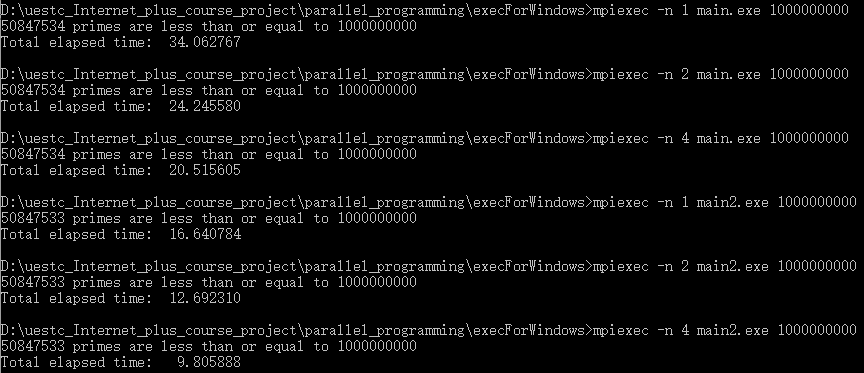 D:\uestc_Internet_plus_course_project\parallel_programming\execForWindows>mpiexec -n 1 main.exe 1000000000
50847534 primes are less than or equal to 1000000000
Total elapsed time:  34.062767
D:\uestc_Internet_plus_course_project\parallel_programming\execForWindows>mpiexec -n 2 main.exe 1000000000
50847534 primes are less than or equal to 1000000000
Total elapsed time:  24.245580
D:\uestc_Internet_plus_course_project\parallel_programming\execForWindows>mpiexec -n 4 main.exe 1000000000
50847534 primes are less than or equal to 1000000000
Total elapsed time:  20.515605
D:\uestc_Internet_plus_course_project\parallel_programming\execForWindows>mpiexec -n 1 main2.exe 1000000000
50847533 primes are less than or equal to 1000000000
Total elapsed time:  16.640784
D:\uestc_Internet_plus_course_project\parallel_programming\execForWindows>mpiexec -n 2 main2.exe 1000000000
50847533 primes are less than or equal to 1000000000
Total elapsed time:  12.692310
D:\uestc_Internet_plus_course_project\parallel_programming\execForWindows>mpiexec -n 4 main2.exe 1000000000
50847533 primes are less than or equal to 1000000000
Total elapsed time:   9.805888